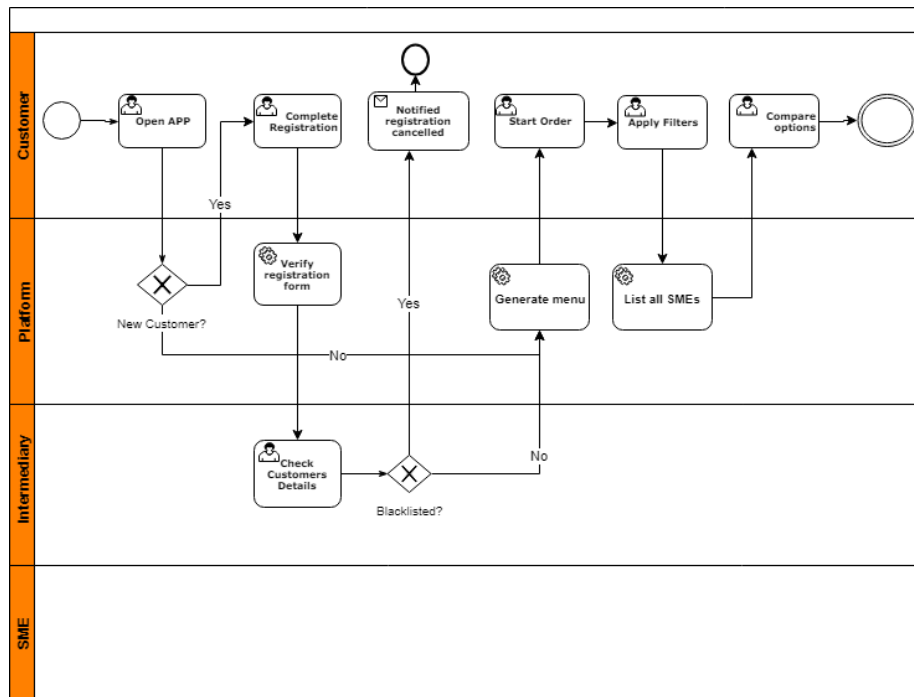 Customer
Open APP
Complete
Registration
Notified
registration
cancelled
Start Order
Apply Filters
Compare
options
Yes
Platform
New Customer?
Verify
registration
form
Yes
Generate menu
List all SMEs
No
Intermediary
Check
Customers
Details
Blacklisted?
No
SME